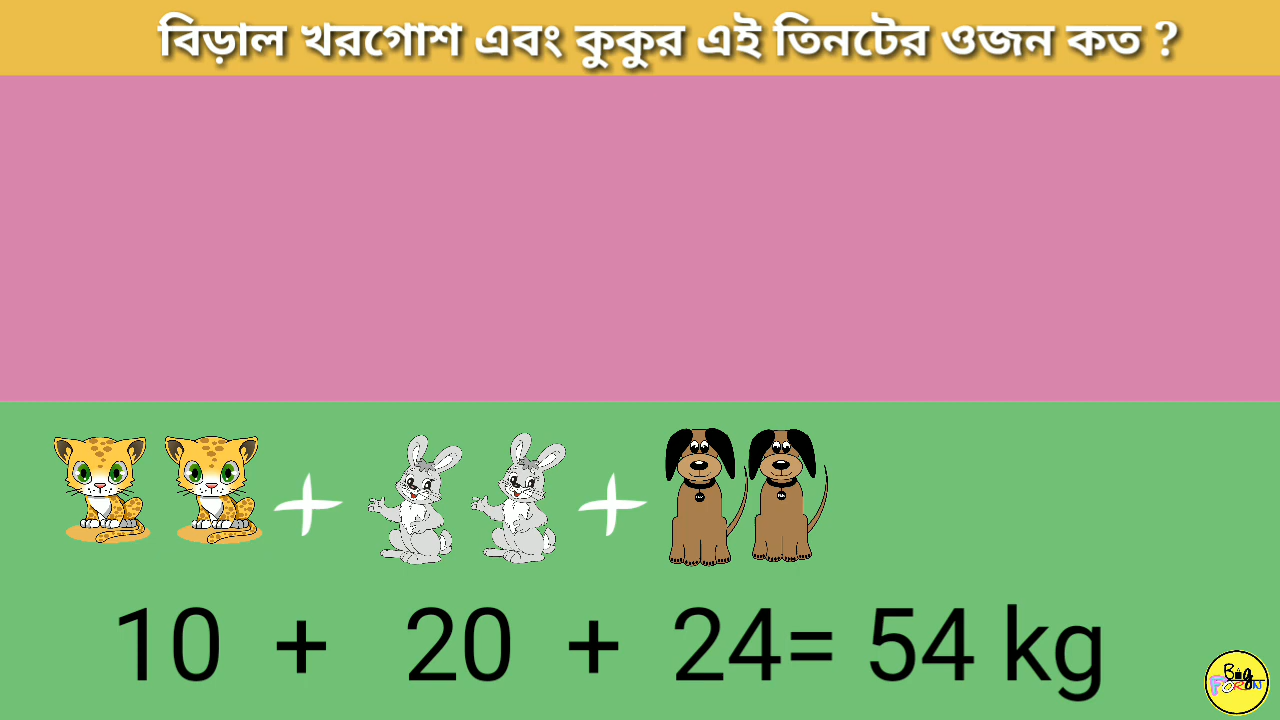 বিড়াল খরগোশ এবং কুকুর এই তিনটের ওজন কত ?
10 + 20 + 24= 54 kg